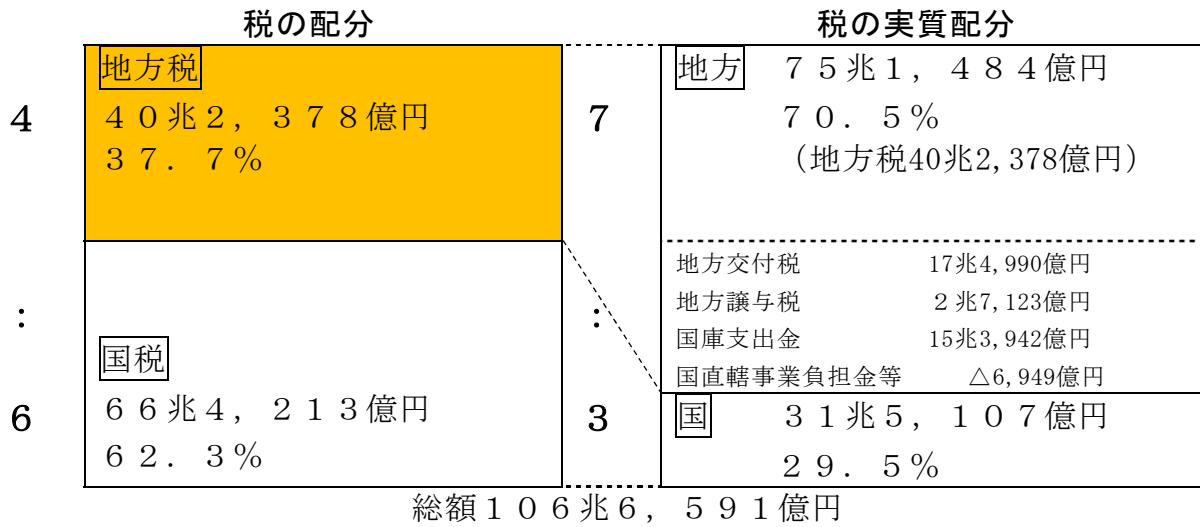 税の配分
地方税
４０兆２，３７８億円
３７．７％
4
:
6
国税
６６兆４，２１３億円
６２．３％
税の実質配分
7
:
3
地方　７５兆１，４８４億円
７０．５％
（地方税40兆2,378億円）
地方交付税　17兆4,990億円
地方譲与税　２兆7,123億円
国庫支出金　15兆3,942億円
国直轄事業負担金等　△6,949億円
国　３１兆５，１０７億円
２９．５％
総額１０６兆６，５９１億円